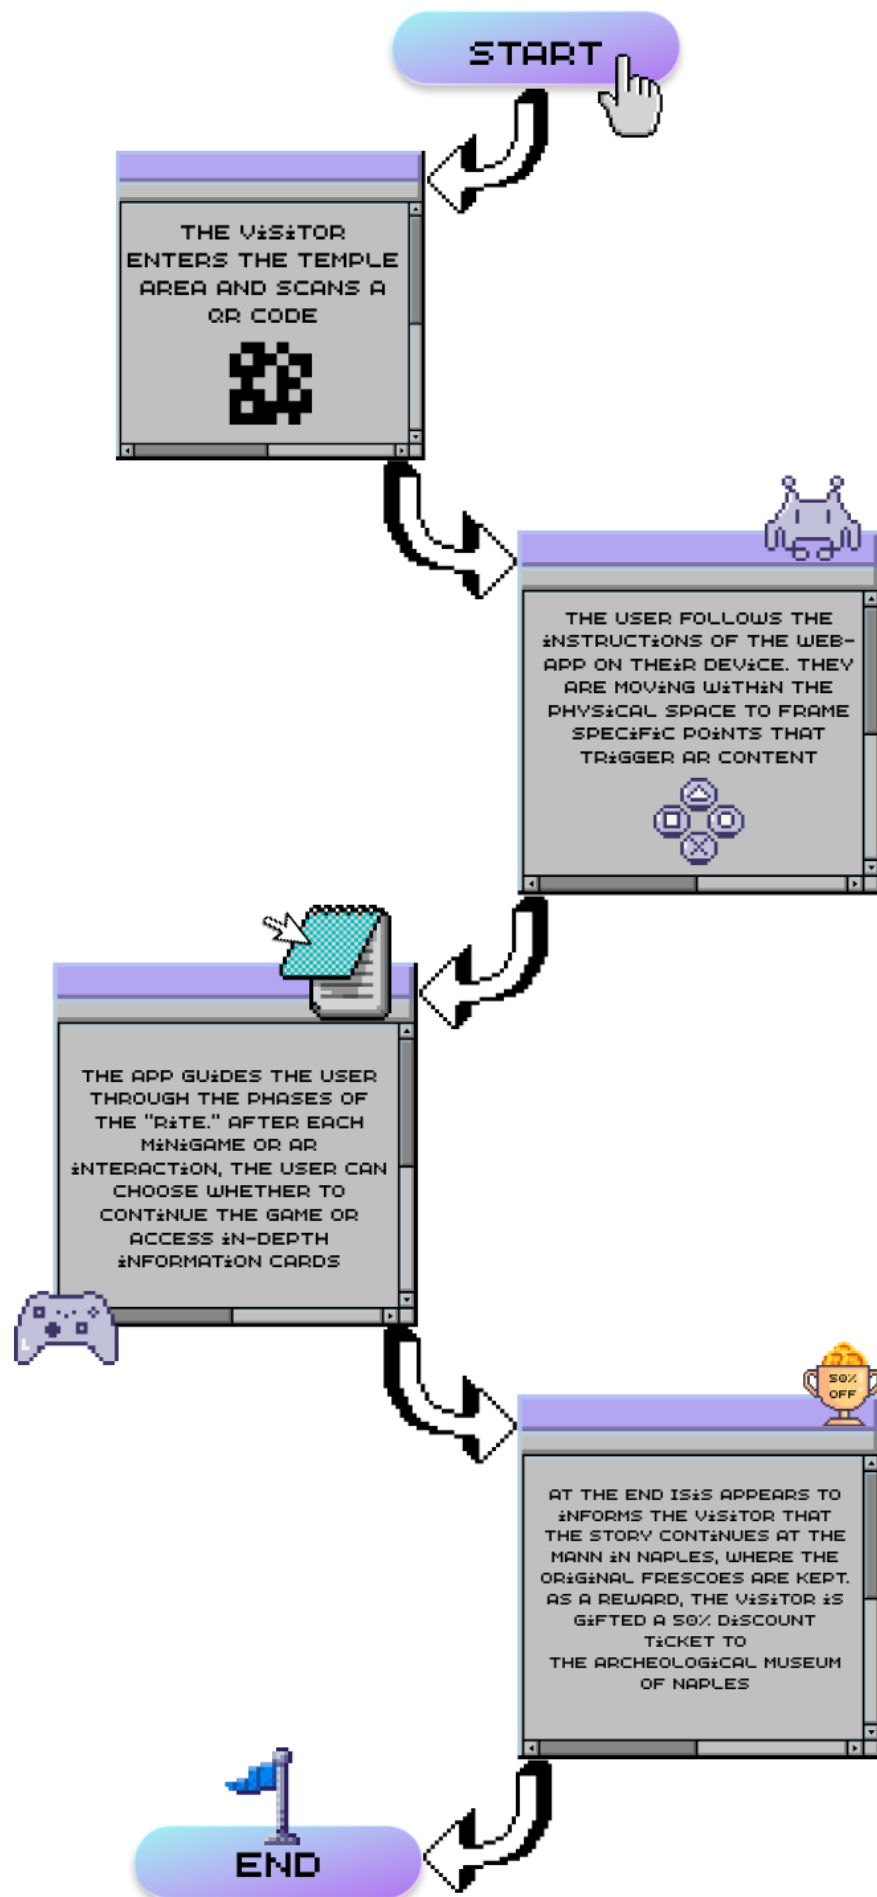 START
THE VISITOR
ENTERS THE TEMPLE
AREA AND SCANS A
QR CODE
THE USER FOLLOWS THE
INSTRUCTIONS OF THE WEB-
APP ON THEIR DEVICE. THEY
ARE MOVING WITHIN THE
PHYSICAL SPACE TO FRAME
SPECIFIC POINTS THAT
TRIGGER AR CONTENT
THE APP GUIDES THE USER
THROUGH THE PHASES OF
THE "RITE." AFTER EACH
MINIGAME OR AR
INTERACTION, THE USER CAN
CHOOSE WHETHER TO
CONTINUE THE GAME OR
ACCESS IN-DEPTH
INFORMATION CARDS
50%
OFF
AT THE END ISIS APPEARS TO
INFORMS THE VISITOR THAT
THE STORY CONTINUES AT THE
MANN IN NAPLES, WHERE THE
ORIGINAL FRESCOES ARE KEPT.
AS A REWARD, THE VISITOR IS
GIFTED A 50% DISCOUNT
TICKET TO
THE ARCHEOLOGICAL MUSEUM
OF NAPLES
END